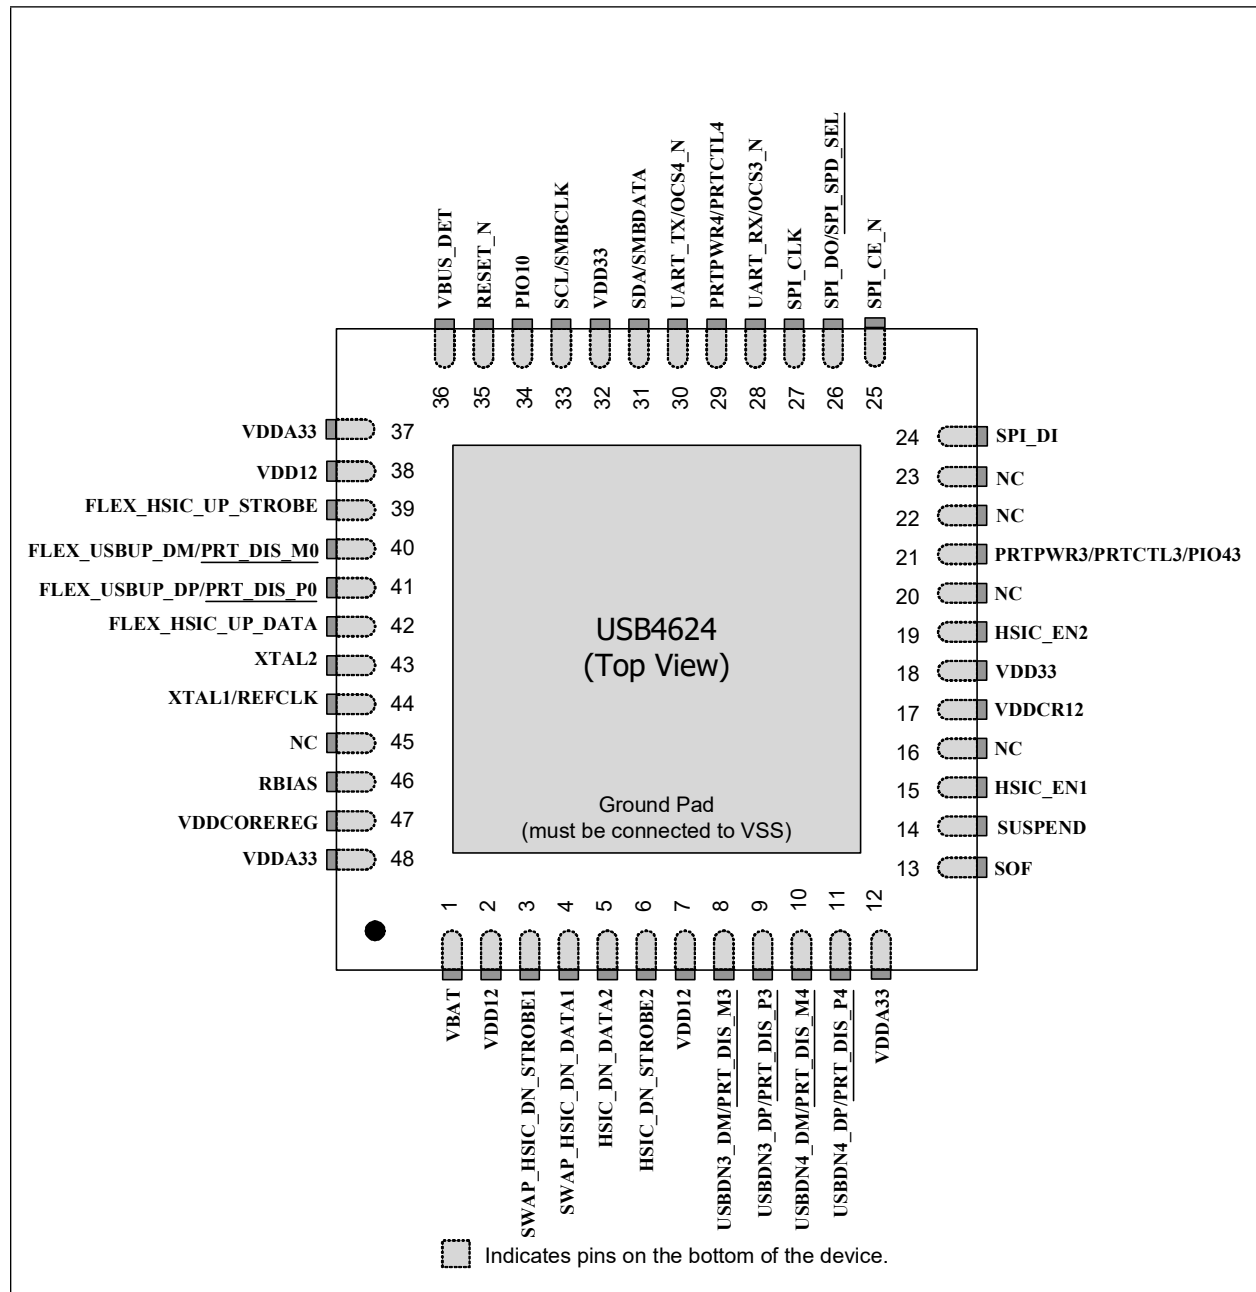 VBUS_DET
RESET_N
PIO10
SCL/SMBCLK
VDD33
SDA/SMBDATA
UART_TX/OCS4_N
PRTPWR4/PRTCTL4
UART_RX/OCS3_N
SPI_CLK
SPI_DO/SPI_SPD_SEL
SPI_CE_N
36
35
34
33
32
31
30
29
28
27
26
25
VDDA33 37
VDD12 38
FLEX_HSIC_UP_STROBE 39
FLEX_USBUP_DM/PRT_DIS_M0 40
FLEX_USBUP_DP/PRT_DIS_P0 41
FLEX_HSIC_UP_DATA 42
XTAL2 43
XTAL1/REFCLK 44
NC 45
RBIAS 46
VDDCOREREG 47
VDDA33 48
USB4624
(Top View)
Ground Pad
(must be connected to VSS)
24 SPI_DI
23 NC
22 NC
21 PRTPWR3/PRTCTL3/PIO43
20 NC
19 HSIC_EN2
18 VDD33
17 VDDCR12
16 NC
15 HSIC_EN1
14 SUSPEND
13 SOF
1
2
3
4
5
6
7
8
9
10
11
12
VBAT
VDD12
SWAP_HSIC_DN_STROBE1
SWAP_HSIC_DN_DATA1
HSIC_DN_DATA2
HSIC_DN_STROBE2
VDD12
USBDN3_DM/PRT_DIS_M3
USBDN3_DP/PRT_DIS_P3
USBDN4_DM/PRT_DIS_M4
USBDN4_DP/PRT_DIS_P4
VDDA33
Indicates pins on the bottom of the device.